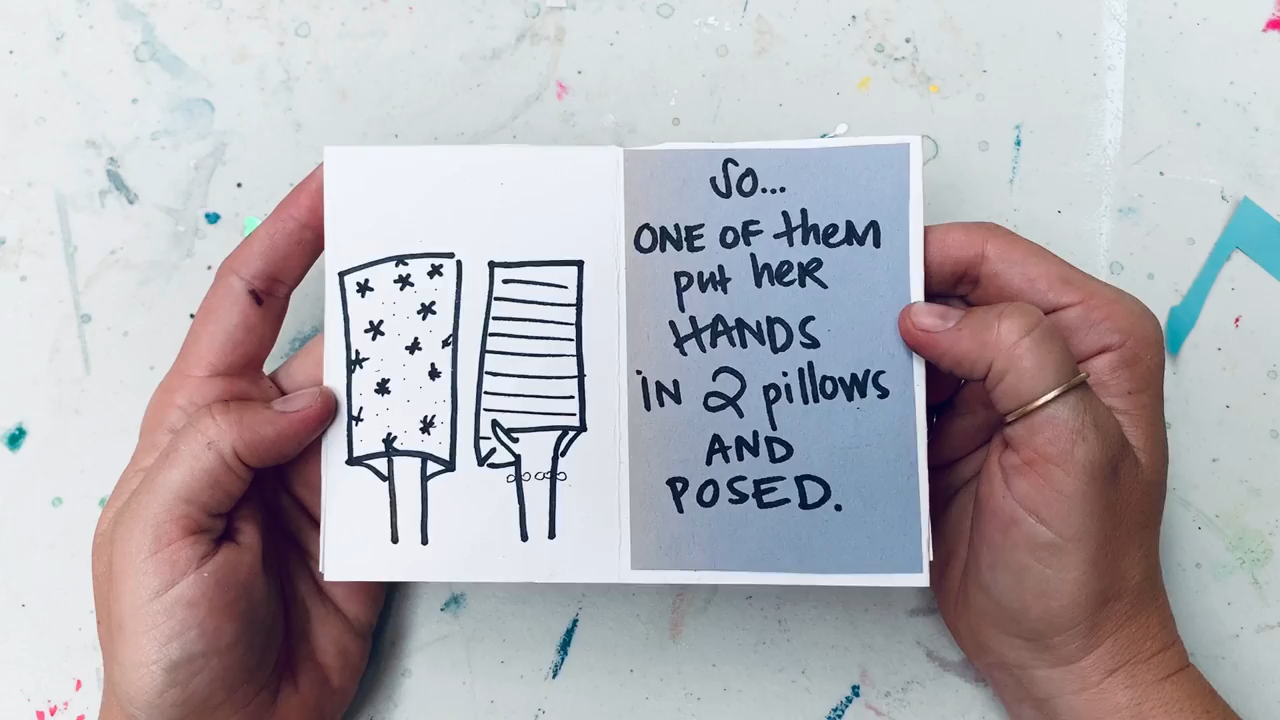 So...
ONE OF theM
put heR
HANDS
iN 2 pillows
AND
POSED.